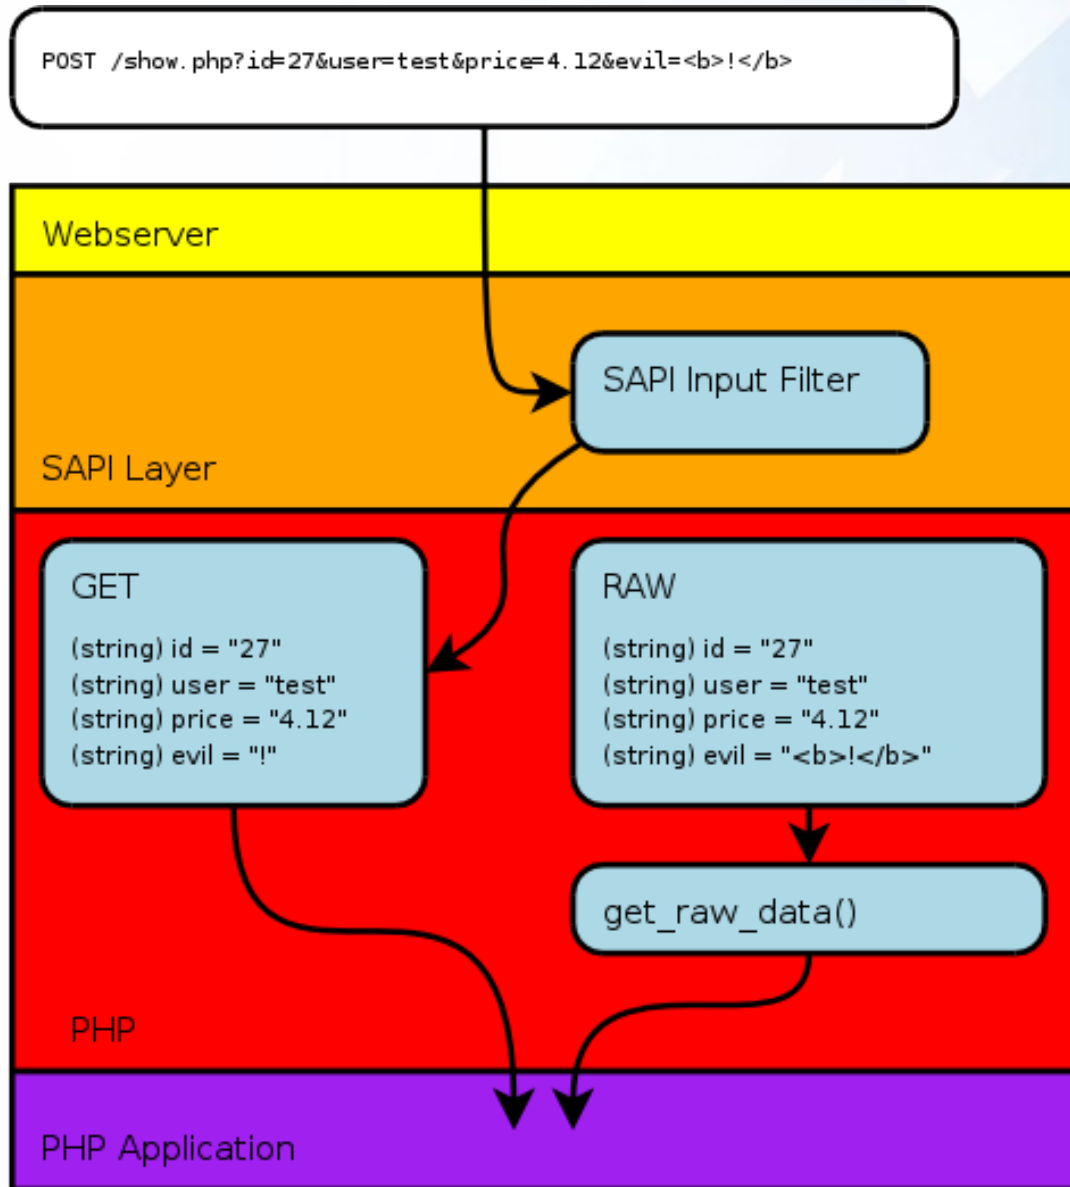 POST /show.php?id=27&user=test&price=4.12&evil=<b>!</b>
Webserver
SAPI Input Filter
SAPI Layer
GET
(string) id = "27"
(string) user = "test"
(string) price = "4.12"
(string) evil = "!"
RAW
(string) id = "27"
(string) user = "test"
(string) price = "4.12"
(string) evil = "<b>!</b>"
get_raw_data()
PHP
PHP Application